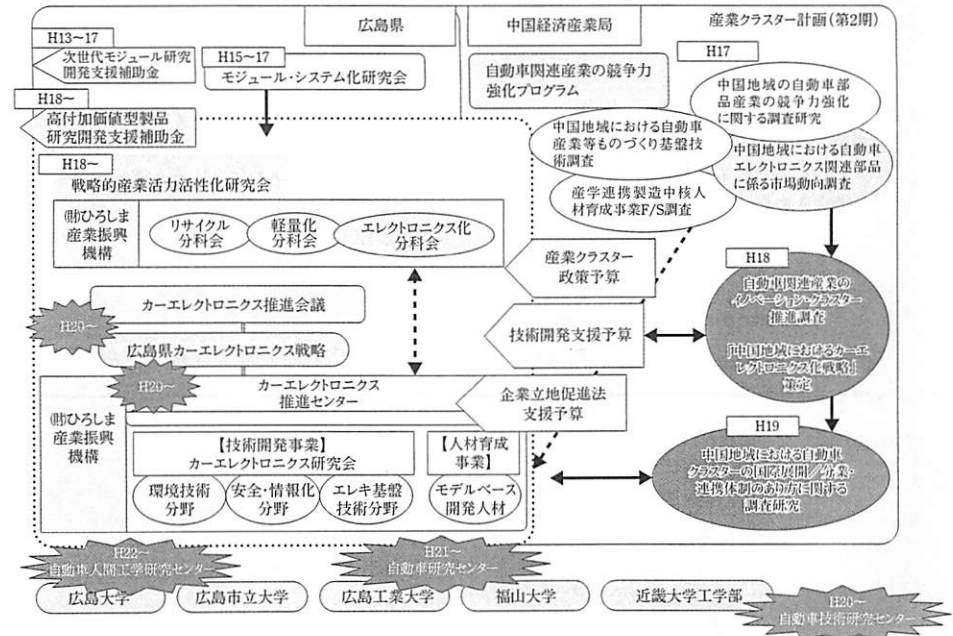 広島県
中国経済産業局
産業クラスター計画(第2期)
H13~17
次世代モジュール研究
開発支援補助金
H15~17
モジュール・システム化研究会
H18~
高付加価値型製品
研究開発支援補助金
自動車関連産業の競争力
強化プログラム
H17
中国地域の自動車部
品産業の競争力強化
に関する調査研究
中国地域における自動車
産業等ものづくり基盤技
術調査
中国地域における自動車
エレクトロニクス関連部品
に係る市場動向調査
産学連携製造中核人
材育成事業F/S調査
H18~
戦略的産業活力活性化研究会
㈶ひろしま
産業振興
機構
リサイクル
分科会
軽量化
分科会
エレクトロニクス化
分科会
産業クラスター
政策予算
技術開発支援予算
企業立地促進法
支援予算
H18
自動車関連産業の
イノベーション・クラスター
推進調査
「中国地域におけるカーエ
レクトロニクス化戦略」
策定
H20~
カーエレクトロニクス推進会議
広島県カーエレクトロニクス戦略
H20~
カーエレクトロニクス
推進センター
㈶ひろしま
産業振興
機構
【技術開発事業】
カーエレクトロニクス研究会
【人材育成
事業】
環境技術
分野
安全・情報化
分野
エレキ基盤
技術分野
モデルベース
開発人材
H19
中国地域における自動車
クラスターの国際展開/分業・
連携体制のあり方に関する
調査研究
H22~
自動車人間工学研究センター
H21~
自動車研究センター
広島大学
広島市立大学
広島工業大学
福山大学
近畿大学工学部
H20~
自動車技術研究センター